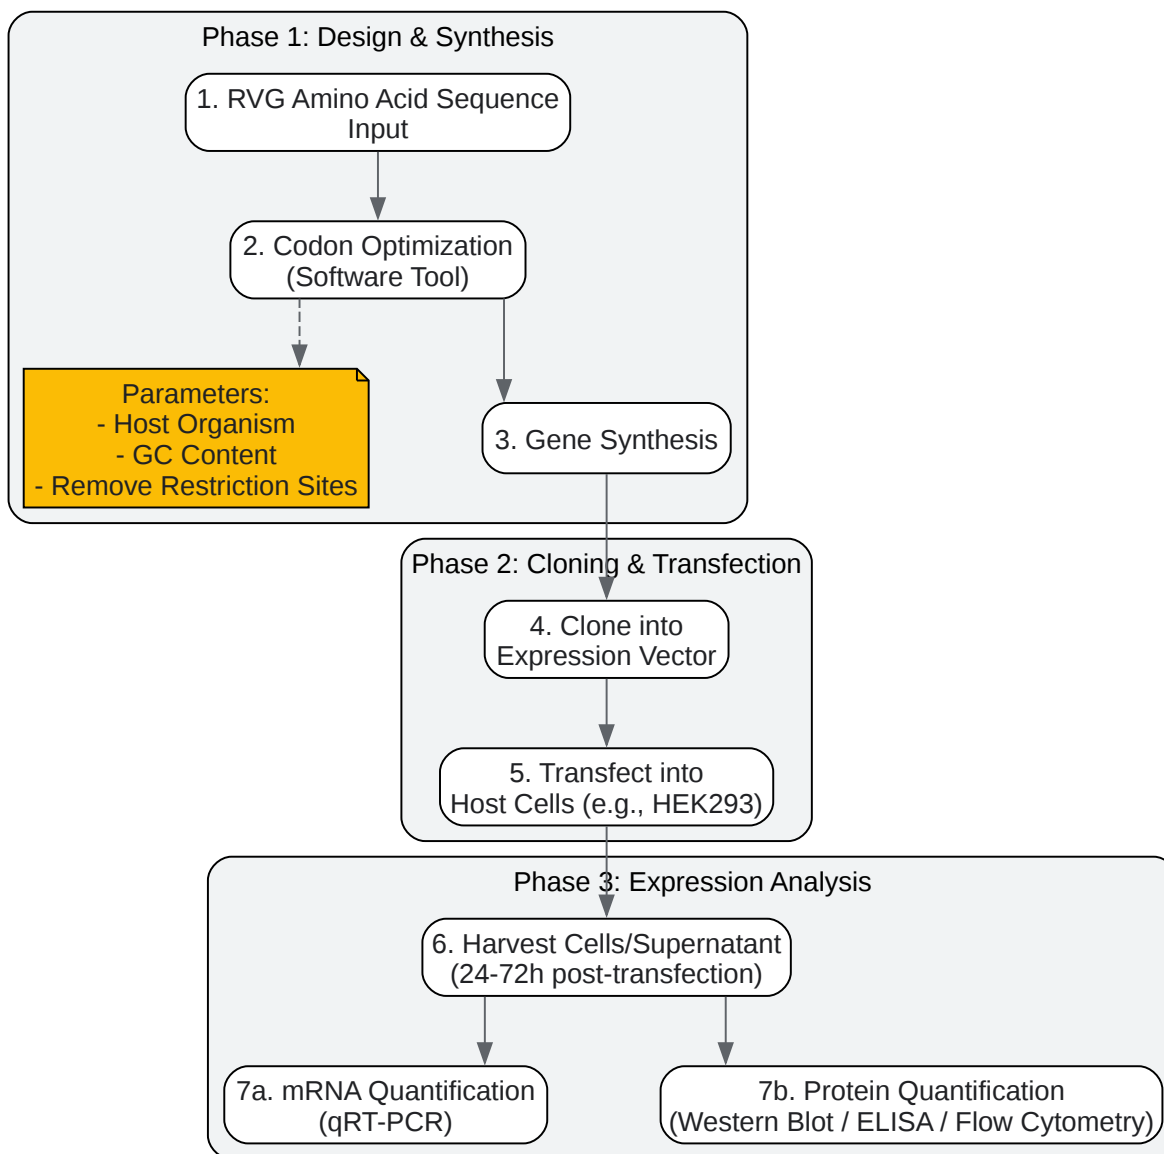 Phase 1: Design & Synthesis
1. RVG Amino Acid Sequence
Input
2. Codon Optimization
(Software Tool)
Parameters:
- Host Organism
- GC Content
- Remove Restriction Sites
3. Gene Synthesis
Phase 2: Cloning & Transfection
4. Clone into
Expression Vector
5. Transfect into
Host Cells (e.g., HEK293)
Phase 3: Expression Analysis
6. Harvest Cells/Supernatant
(24-72h post-transfection)
7a. mRNA Quantification
(qRT-PCR)
7b. Protein Quantification
(Western Blot / ELISA / Flow Cytometry)